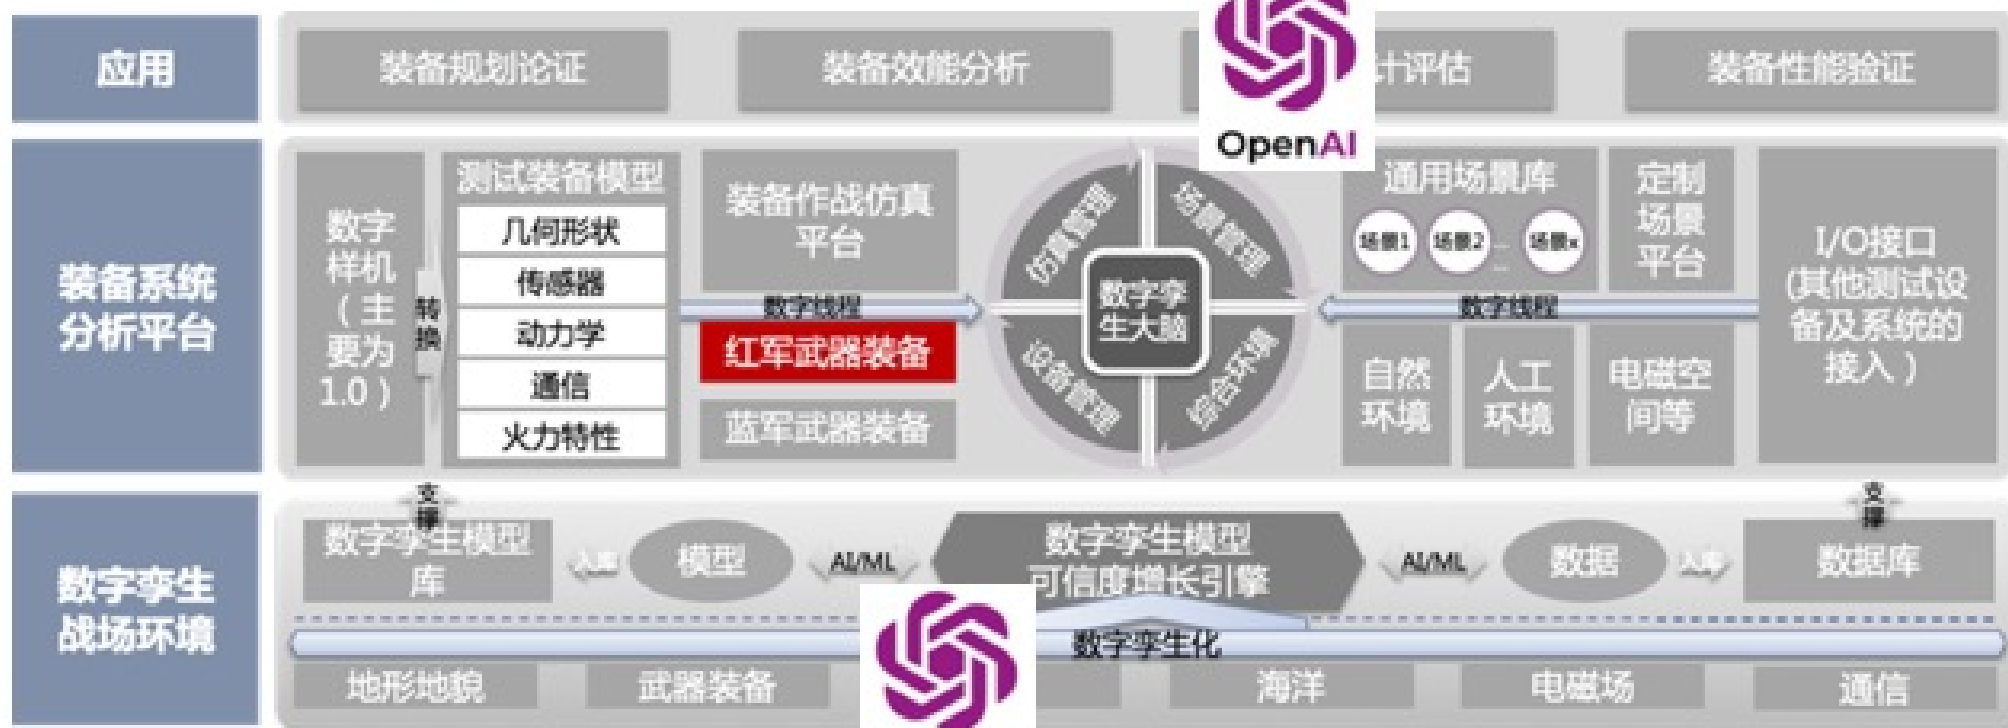 应用
装备规划论证
装备效能分析
计评估
装备性能验证
OpenAI
装备系统
分析平台
数字
样机
（主
要为
1.0）
转
换
测试装备模型
几何形状
传感器
动力学
通信
火力特性
装备作战仿真
平台
数字线程
红军武器装备
蓝军武器装备
仿真管理
场景管理
数字孪
生大脑
设备管理
综合环境
通用场景库
场景1
场景2
场景x
定制
场景
平台
数字线程
自然
环境
人工
环境
电磁空
间等
I/O接口
(其他测试设
备及系统的
接入）
数字孪生
战场环境
支
撑
数字孪生模型
库
入库
模型
AI/ML
数字孪生模型
可信度增长引擎
AI/ML
数据
入库
支
撑
数据库
数字孪生化
地形地貌
武器装备
海洋
电磁场
通信